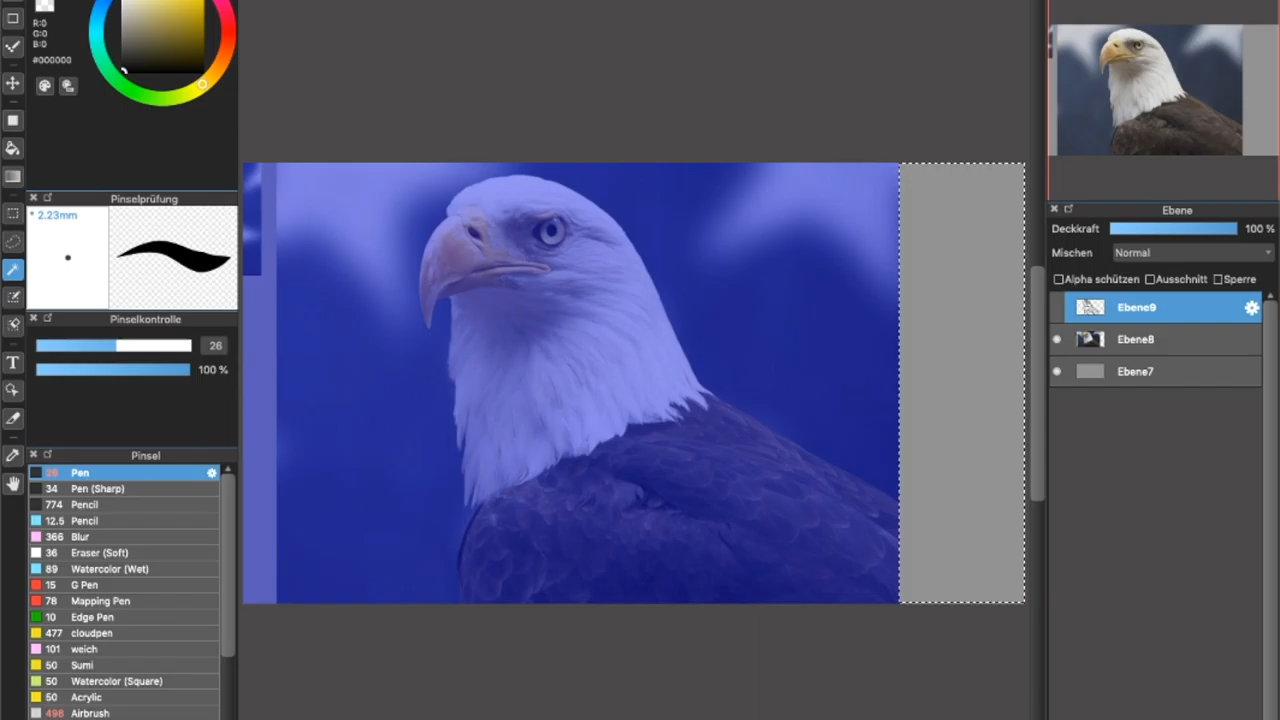 R:0
G:0
B:0
#000000
Pinselprüfung
* 2.23mm
Pinselkontrolle
26
100 %
Pinsel
26 Pen
34 Pen (Sharp)
774 Pencil
12.5 Pencil
366 Blur
36 Eraser (Soft)
89 Watercolor (Wet)
15 G Pen
78 Mapping Pen
10 Edge Pen
477 cloudpen
101 weich
50 Sumi
50 Watercolor (Square)
50 Acrylic
498 Airbrush
T
Ebene
Deckkraft 100 %
Mischen Normal
Alpha schützen Ausschnitt Sperre
Ebene9
Ebene8
Ebene7